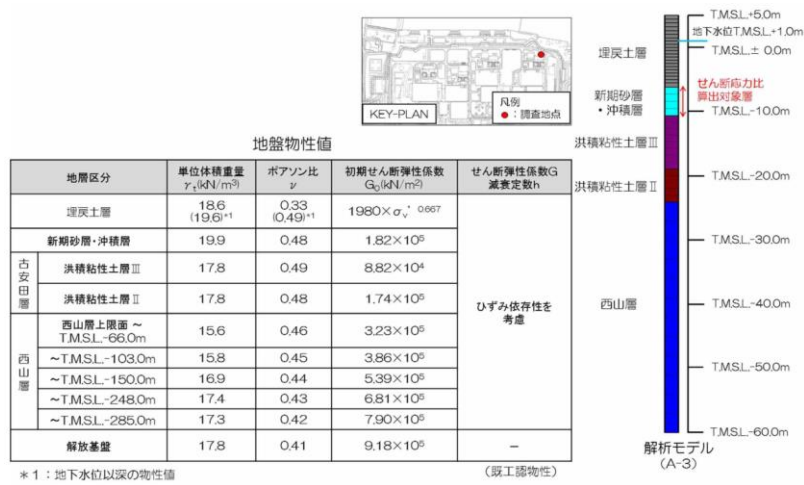 KEY-PLAN
凡例
●：調査地点
地盤物性値
地層区分 単位体積重量 γt(kN/m³) ポアソン比 ν 初期せん断弾性係数 G₀(kN/m²) せん断弾性係数G 減衰定数h
埋戻土層 18.6 (19.6)*1 0.33 (0.49)*1 1980×σv' 0.667
新期砂層・沖積層 19.9 0.48 1.82×10⁵
古安田層
洪積粘性土層Ⅲ 17.8 0.49 8.82×10⁴
洪積粘性土層Ⅱ 17.8 0.48 1.74×10⁵
ひずみ依存性を
考慮
西山層
西山層上限面 ～ T.M.S.L.-66.0m 15.6 0.46 3.23×10⁵
～T.M.S.L.-103.0m 15.8 0.45 3.86×10⁵
～T.M.S.L.-150.0m 16.9 0.44 5.39×10⁵
～T.M.S.L.-248.0m 17.4 0.43 6.81×10⁵
～T.M.S.L.-285.0m 17.3 0.42 7.90×10⁵
解放基盤 17.8 0.41 9.18×10⁵ －
＊1：地下水位以深の物性値
（既工認物性）
T.M.S.L.+5.0m
地下水位T.M.S.L.+1.0m
T.M.S.L.± 0.0m
埋戻土層
せん断応力比
算出対象層
新期砂層
・沖積層
T.M.S.L.-10.0m
洪積粘性土層Ⅲ
T.M.S.L.-20.0m
洪積粘性土層Ⅱ
T.M.S.L.-30.0m
西山層
T.M.S.L.-40.0m
T.M.S.L.-50.0m
T.M.S.L.-60.0m
解析モデル
(A-3)